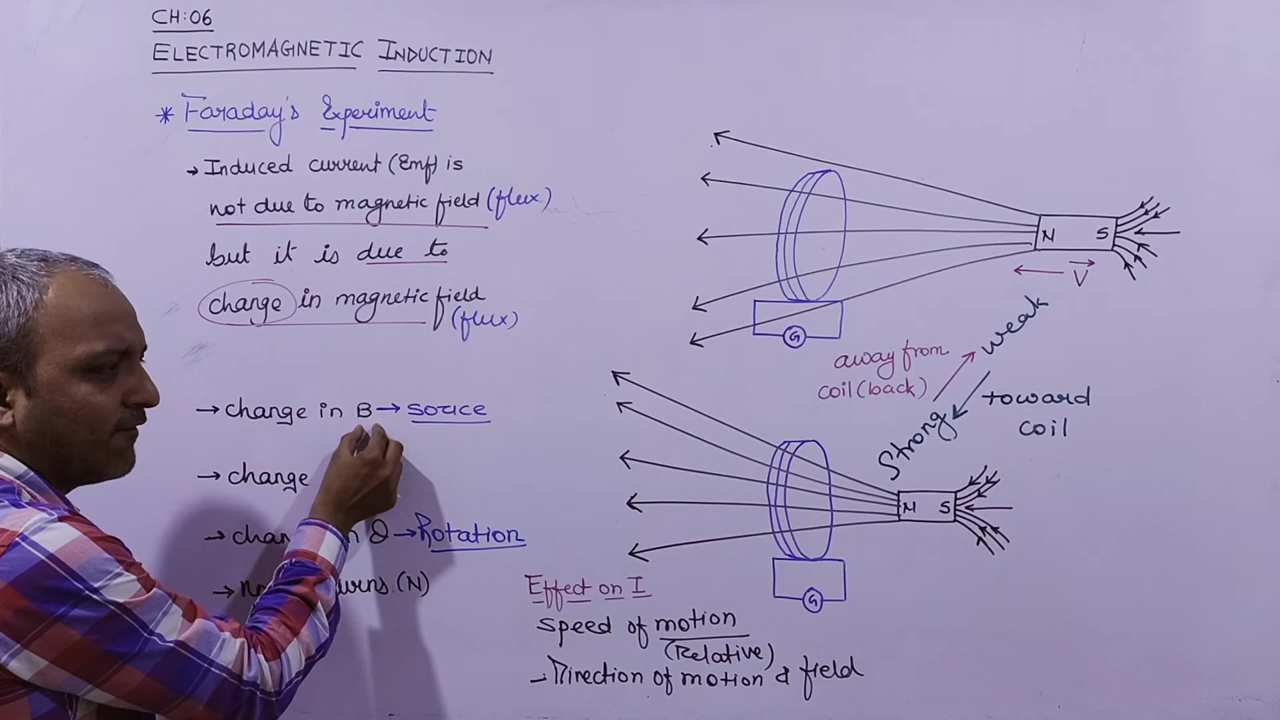 CH:06
ELECTROMAGNETIC INDUCTION
* Faraday's Experiment
→ Induced current (Emf) is
not due to magnetic field (flux)
but it is due to
change in magnetic field
(flux)
→ change in B → sorce
→ change
→ Rotation
(N)
N S
V
weak
away from
coil (back)
toward
coil
Strong
G
N S
G
Effect on I
Speed of motion
(Relative)
- Direction of motion & field